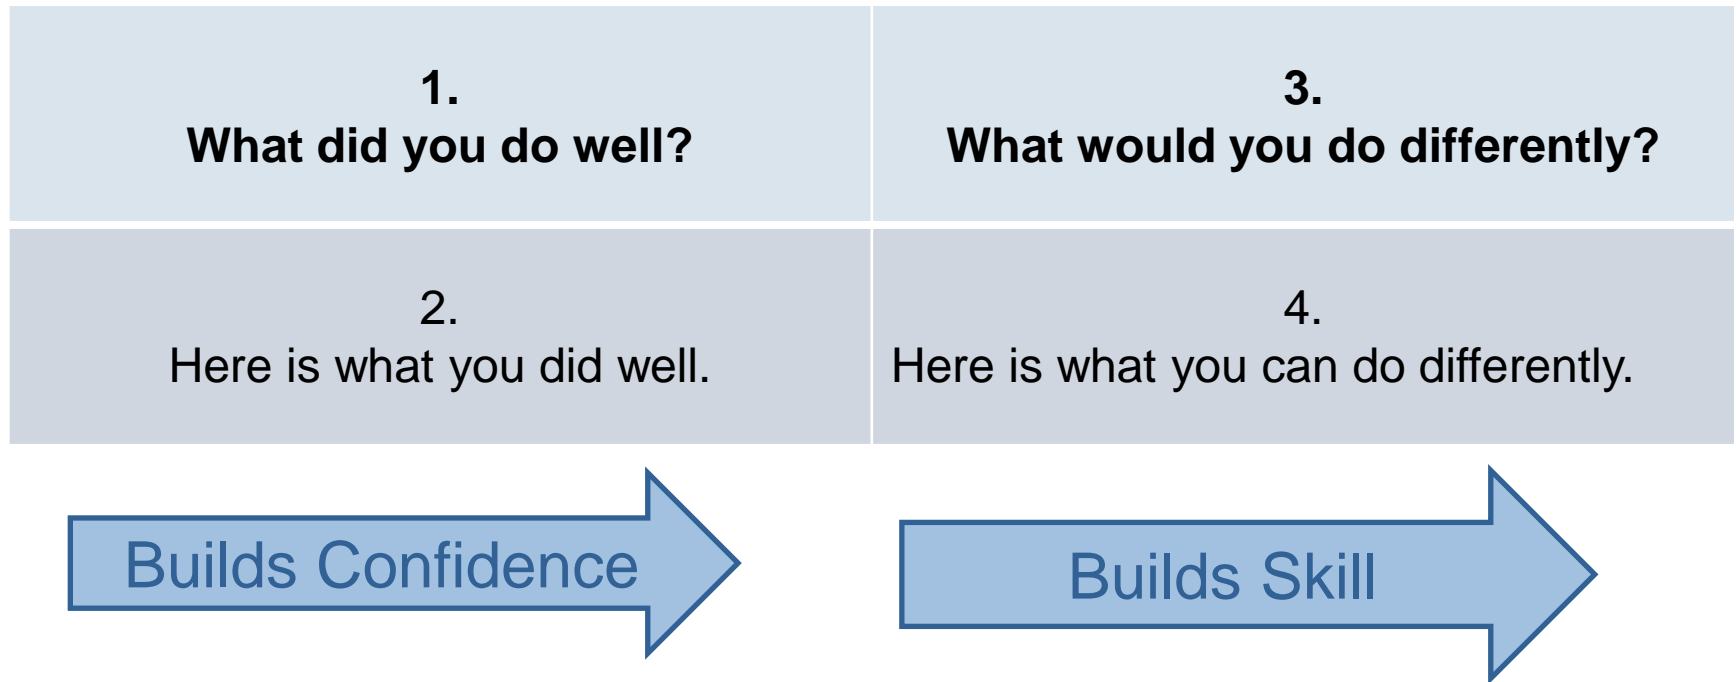 1.
What did you do well?
3.
What would you do differently?
2.
Here is what you did well.
4.
Here is what you can do differently.
Builds Confidence
Builds Skill